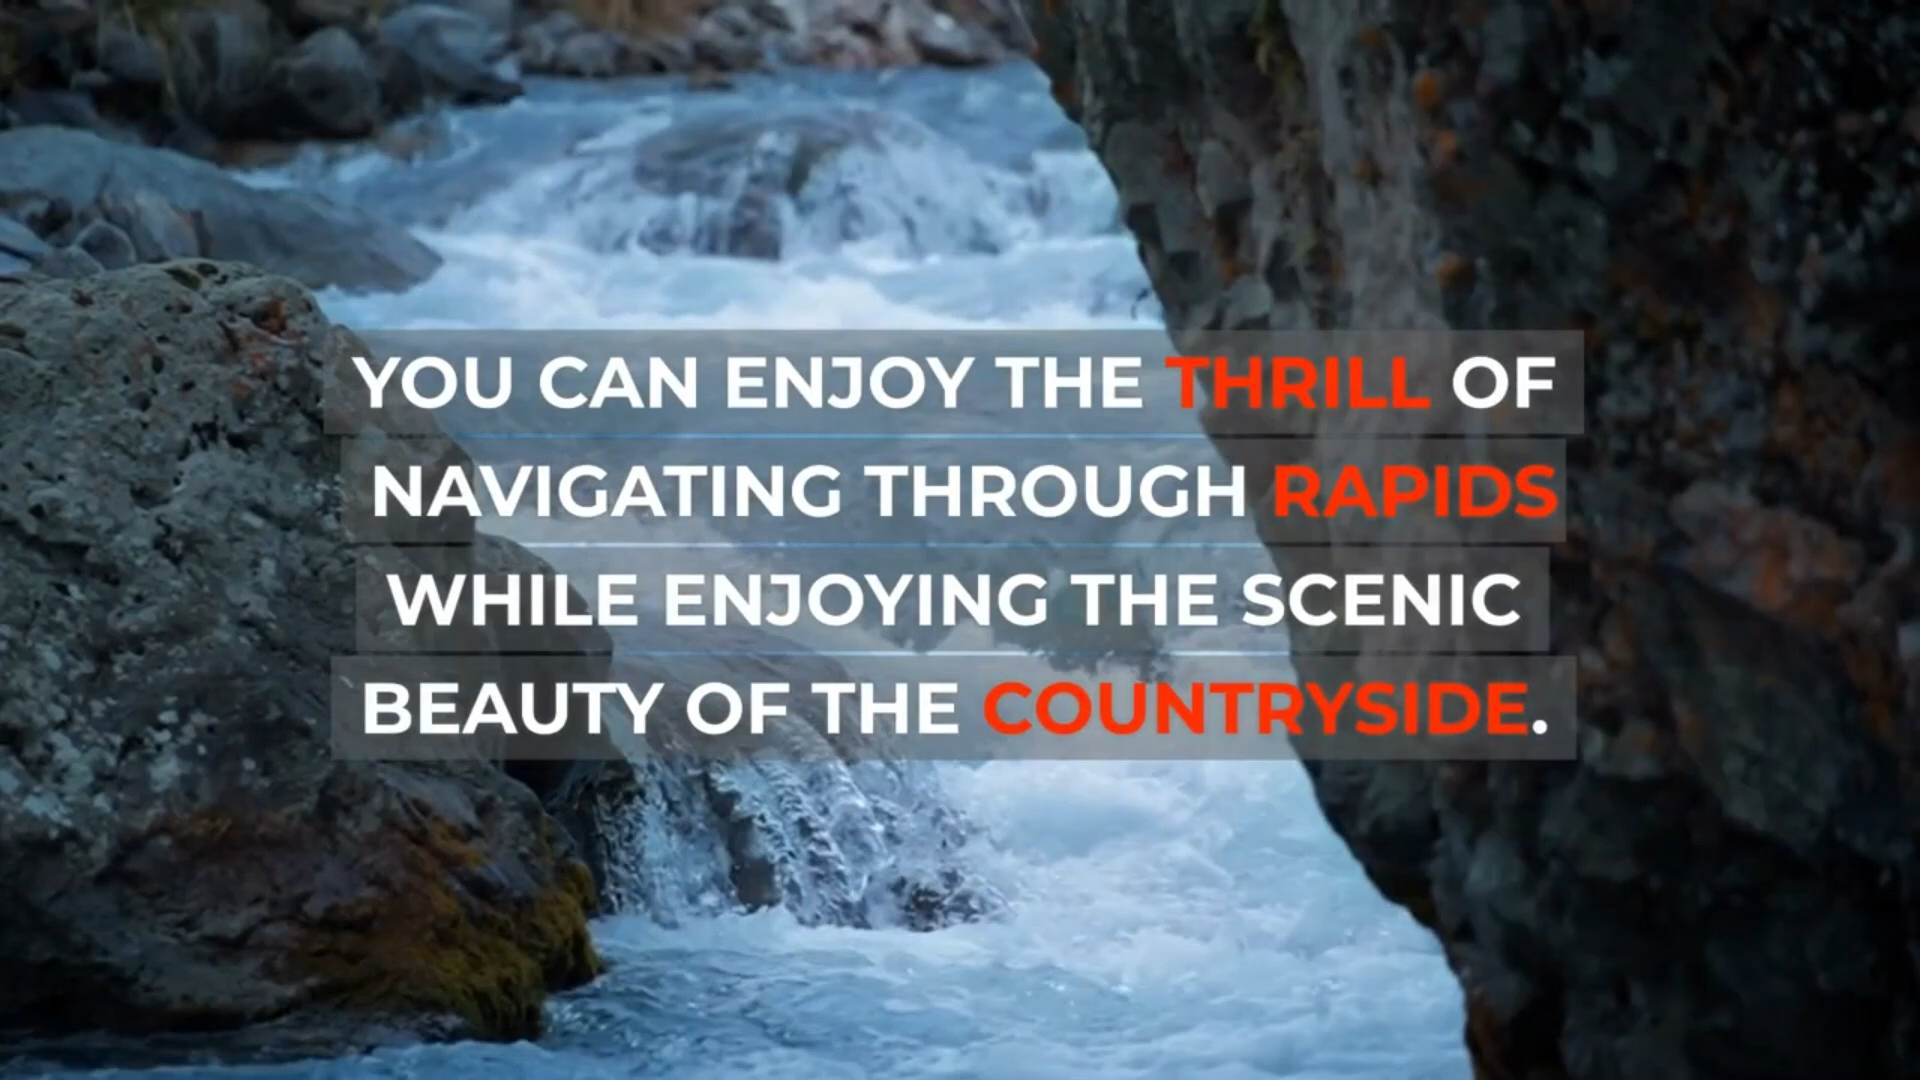 YOU CAN ENJOY THE THRILL OF
NAVIGATING THROUGH RAPIDS
WHILE ENJOYING THE SCENIC
BEAUTY OF THE COUNTRYSIDE.